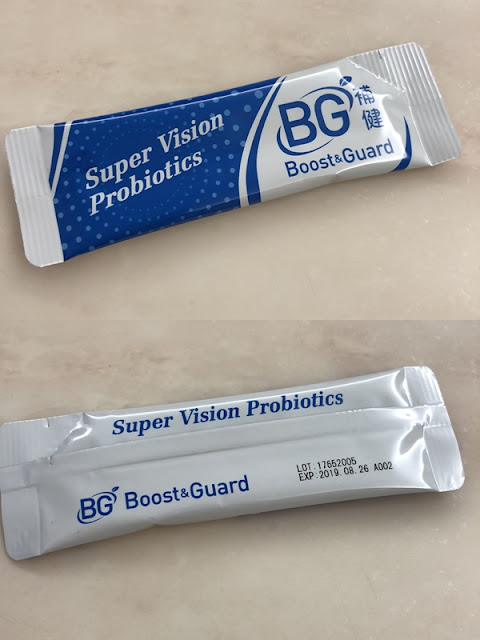 Super Vision
Probiotics
BG
補健
Boost&Guard
Super Vision Probiotics
BG Boost&Guard
LOT:17652005
EXP:2019.08.26 A002